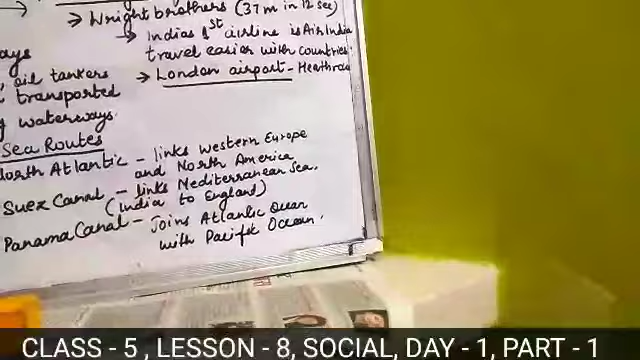 → Wright brothers (37 m in 12 sec)
→ Indias 1st airline is Air India
travel easier with countries
ays
→ London airport - Heathrow
, oil tankers
transported
waterways
Sea Routes
North Atlantic - links Western Europe
and North America
Suex Canal - links Mediterranean Sea.
(India to England)
Panama Canal - Joins Atlantic Ocean
with Pacific Ocean.
CLASS - 5 , LESSON - 8, SOCIAL, DAY - 1, PART - 1